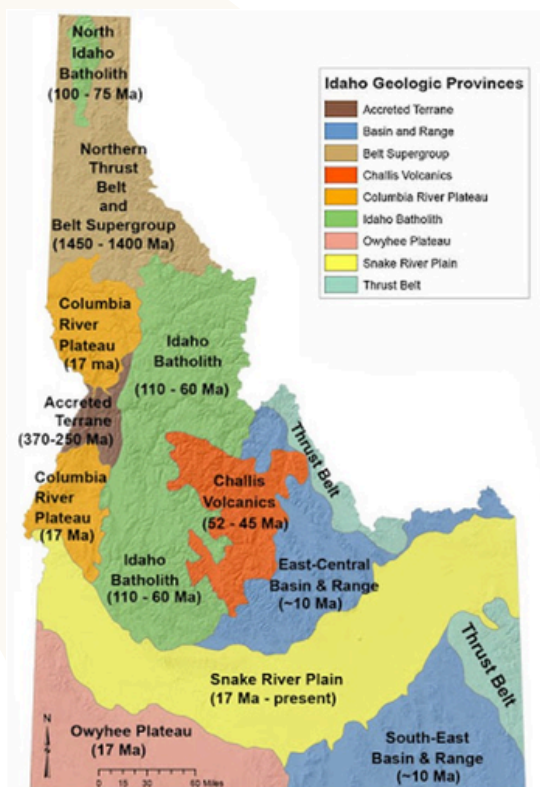 North
Idaho
Batholith
(100 - 75 Ma)
Northern
Thrust
Belt
and
Belt Supergroup
(1450 - 1400 Ma)
Idaho Geologic Provinces
Accreted Terrane
Basin and Range
Belt Supergroup
Challis Volcanics
Columbia River Plateau
Idaho Batholith
Owyhee Plateau
Snake River Plain
Thrust Belt
Columbia
River
Plateau
(17 ma)
Idaho
Batholith
(110 - 60 Ma)
Accreted
Terrane
(370-250 Ma)
Thrust Belt
Columbia
River
Plateau
(17 Ma)
Challis
Volcanics
(52 - 45 Ma)
Idaho
Batholith
(110 - 60 Ma)
East-Central
Basin & Range
(~10 Ma)
Thrust Belt
Snake River Plain
(17 Ma - present)
Owyhee Plateau
(17 Ma)
South-East
Basin & Range
(~10 Ma)
N
0 15 30 60 Miles